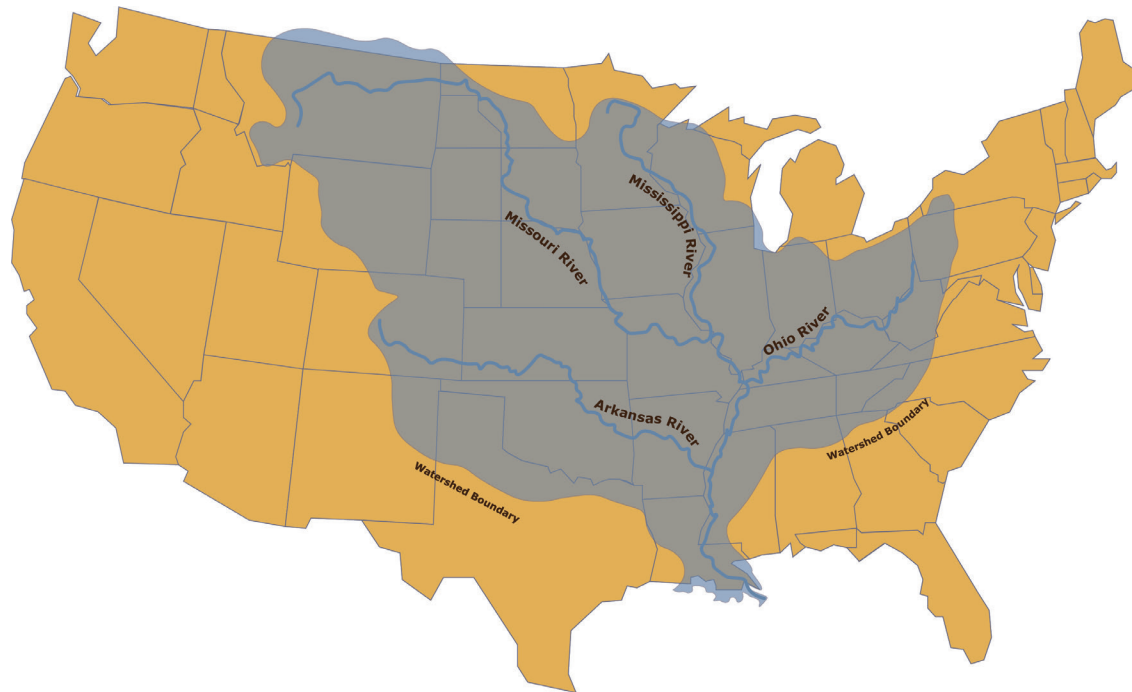 Mississippi River
Missouri River
Ohio River
Arkansas River
Watershed Boundary
Watershed Boundary